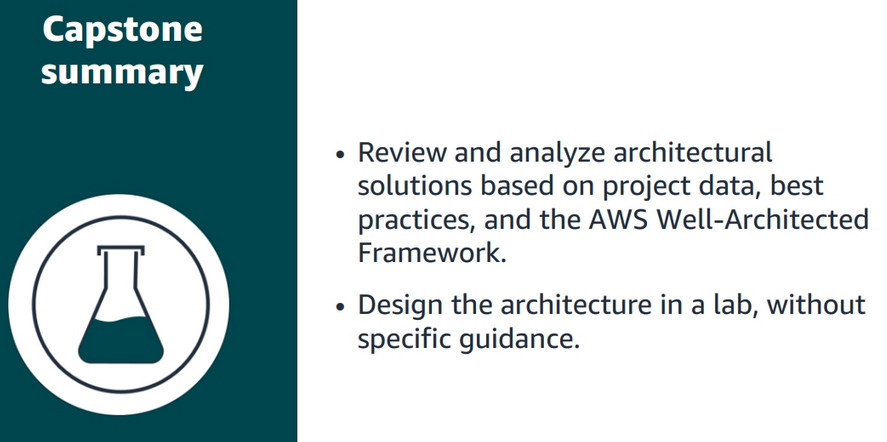 Capstone
summary
• Review and analyze architectural
solutions based on project data, best
practices, and the AWS Well-Architected
Framework.
• Design the architecture in a lab, without
specific guidance.